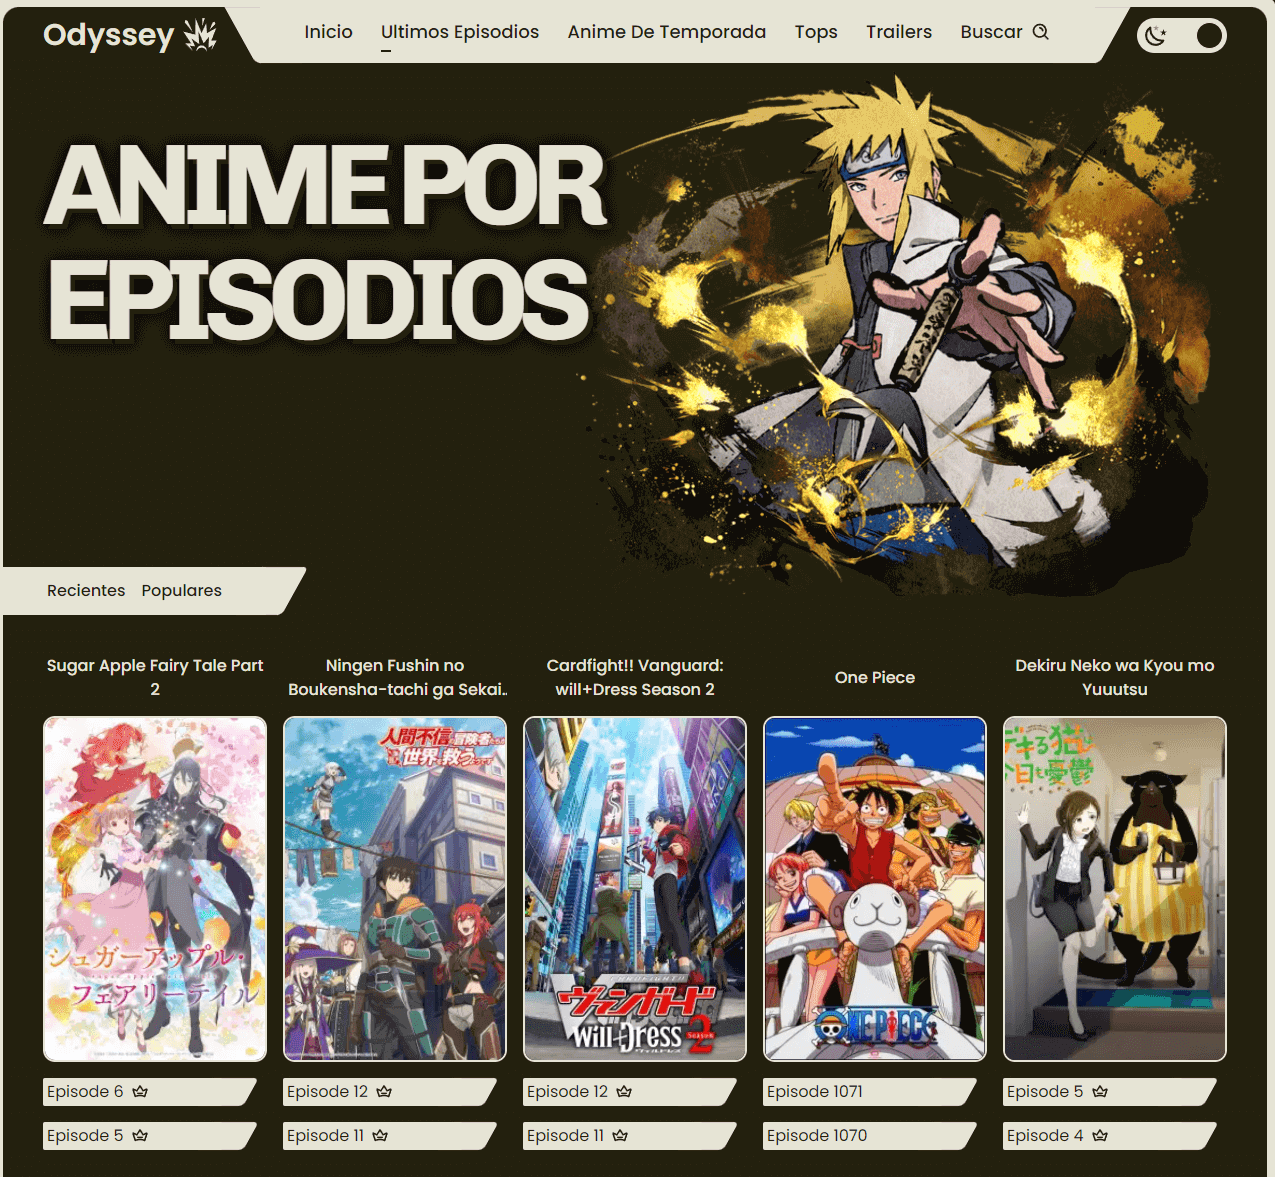 Odyssey
Inicio Ultimos Episodios Anime De Temporada Tops Trailers Buscar
ANIME POR
EPISODIOS
Recientes Populares
Sugar Apple Fairy Tale Part
2
Ningen Fushin no
Boukensha-tachi ga Sekai..
Cardfight!! Vanguard:
will+Dress Season 2
One Piece
Dekiru Neko wa Kyou mo
Yuuutsu
シュガーアップル・
フェアリーテイル
人間不信の冒険者たちが
世界を救うようです
ヴァンガード
will+Dress
Season 2
ONE PIECE
デキる猫は
今日も憂鬱
Episode 6
Episode 5
Episode 12
Episode 11
Episode 12
Episode 11
Episode 1071
Episode 1070
Episode 5
Episode 4